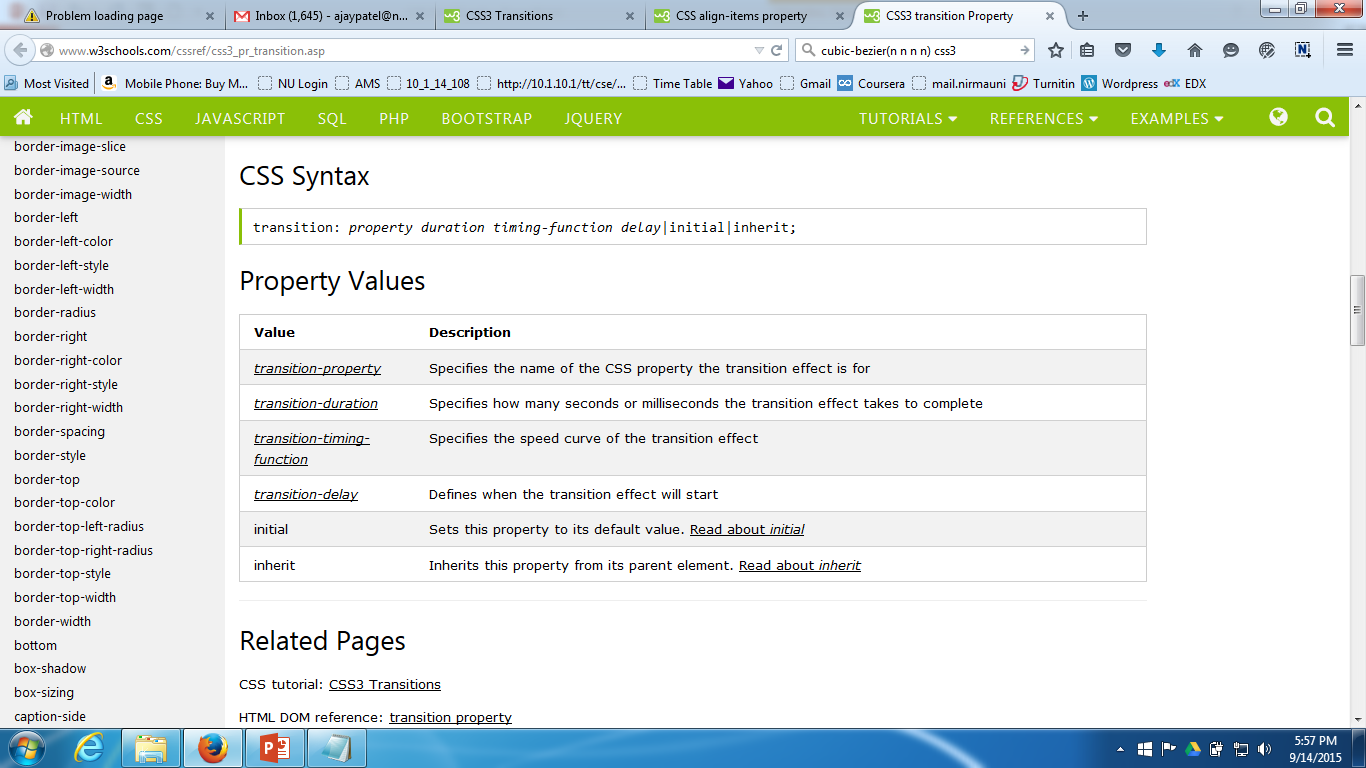 Problem loading page
Inbox (1,645) - ajaypatel@n...
CSS3 Transitions
CSS align-items property
CSS3 transition Property
www.w3schools.com/cssref/css3_pr_transition.asp
cubic-bezier(n n n n) css3
Most Visited
Mobile Phone: Buy M...
NU Login
AMS
10_1_14_108
http://10.1.10.1/tt/cse/...
Time Table
Yahoo
Gmail
Coursera
mail.nirmauni
Turnitin
Wordpress
EDX
HTML
CSS
JAVASCRIPT
SQL
PHP
BOOTSTRAP
JQUERY
TUTORIALS
REFERENCES
EXAMPLES
border-image-slice
border-image-source
border-image-width
border-left
border-left-color
border-left-style
border-left-width
border-radius
border-right
border-right-color
border-right-style
border-right-width
border-spacing
border-style
border-top
border-top-color
border-top-left-radius
border-top-right-radius
border-top-style
border-top-width
border-width
bottom
box-shadow
box-sizing
caption-side
CSS Syntax
transition: property duration timing-function delay|initial|inherit;
Property Values
Value Description
transition-property Specifies the name of the CSS property the transition effect is for
transition-duration Specifies how many seconds or milliseconds the transition effect takes to complete
transition-timing- Specifies the speed curve of the transition effect
function
transition-delay Defines when the transition effect will start
initial Sets this property to its default value. Read about initial
inherit Inherits this property from its parent element. Read about inherit
Related Pages
CSS tutorial: CSS3 Transitions
HTML DOM reference: transition property
5:57 PM
9/14/2015